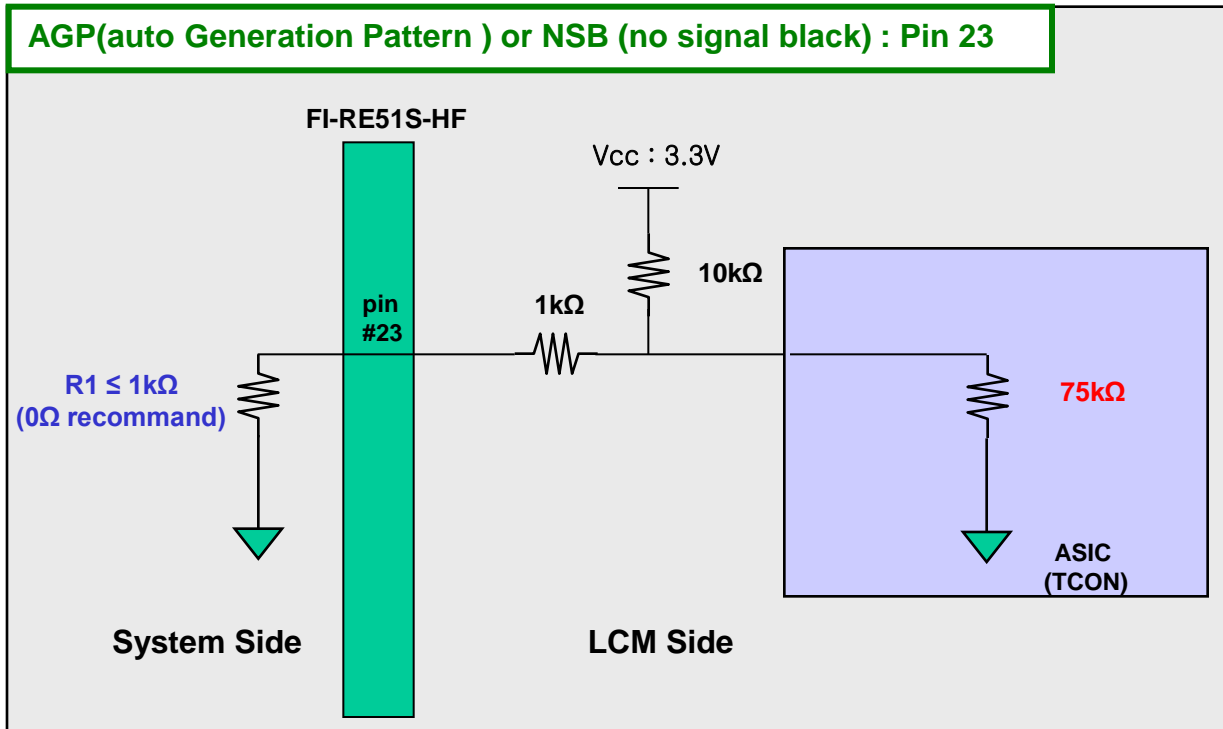 AGP(auto Generation Pattern ) or NSB (no signal black) : Pin 23
FI-RE51S-HF
Vcc : 3.3V
10kΩ
1kΩ
pin
#23
R1 ≤ 1kΩ
(0Ω recommand)
75kΩ
ASIC
(TCON)
System Side
LCM Side